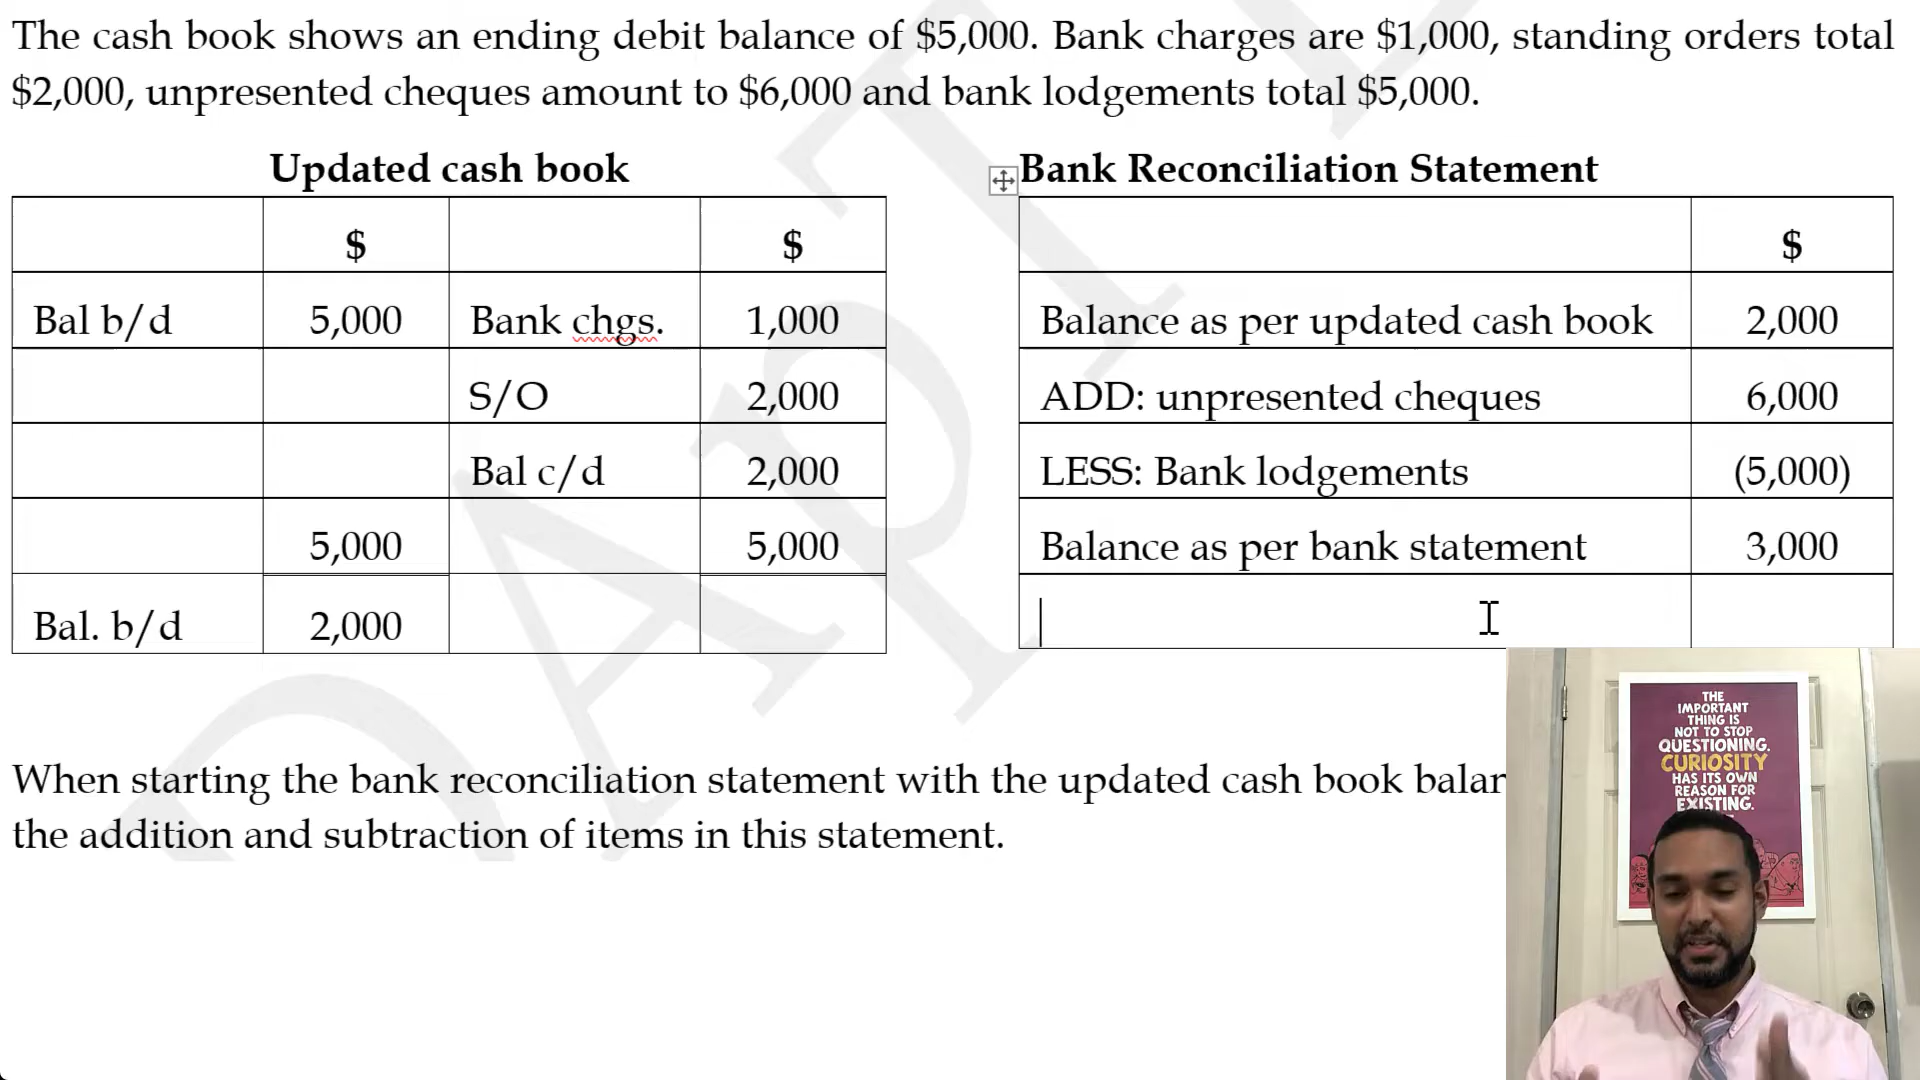 The cash book shows an ending debit balance of $5,000. Bank charges are $1,000, standing orders total
$2,000, unpresented cheques amount to $6,000 and bank lodgements total $5,000.
Updated cash book
$ $
Bal b/d 5,000 Bank chgs. 1,000
S/O 2,000
Bal c/d 2,000
5,000 5,000
Bal. b/d 2,000
Bank Reconciliation Statement
$
Balance as per updated cash book 2,000
ADD: unpresented cheques 6,000
LESS: Bank lodgements (5,000)
Balance as per bank statement 3,000
When starting the bank reconciliation statement with the updated cash book
the addition and subtraction of items in this statement.
THE
IMPORTANT
THING IS
NOT TO STOP
QUESTIONING.
CURIOSITY
HAS ITS OWN
REASON FOR
EXISTING.